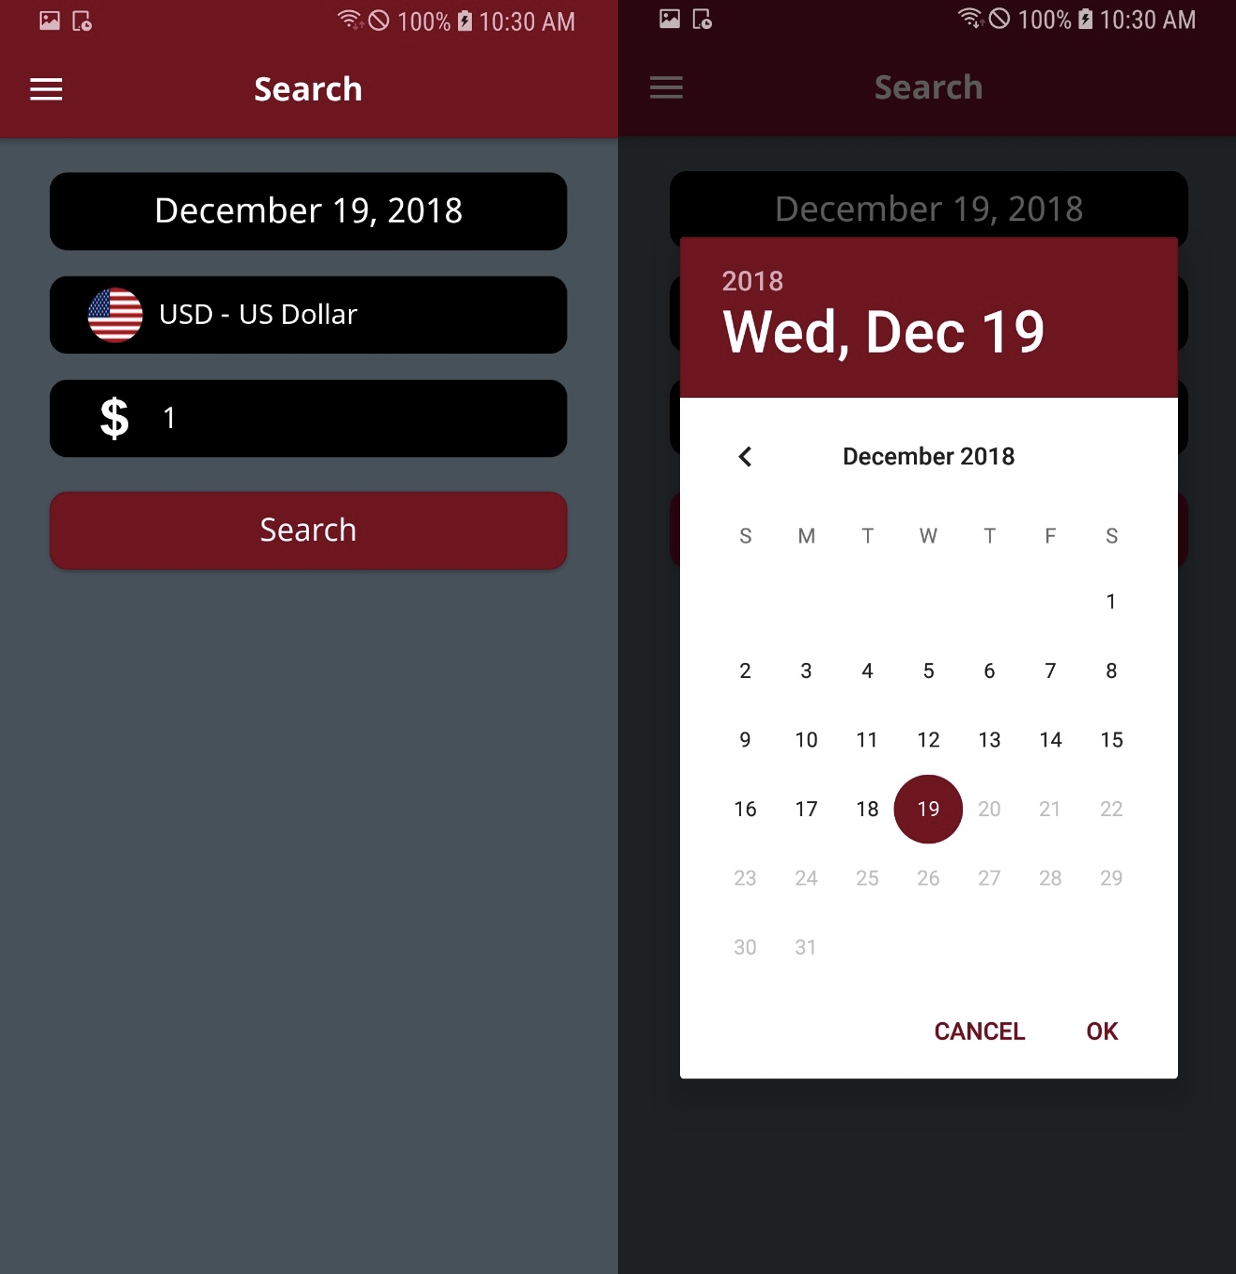 100% 10:30 AM
Search
December 19, 2018
USD - US Dollar
$ 1
Search
100% 10:30 AM
Search
December 19, 2018
2018
Wed, Dec 19
December 2018
S M T W T F S
1
2 3 4 5 6 7 8
9 10 11 12 13 14 15
16 17 18 19 20 21 22
23 24 25 26 27 28 29
30 31
CANCEL OK